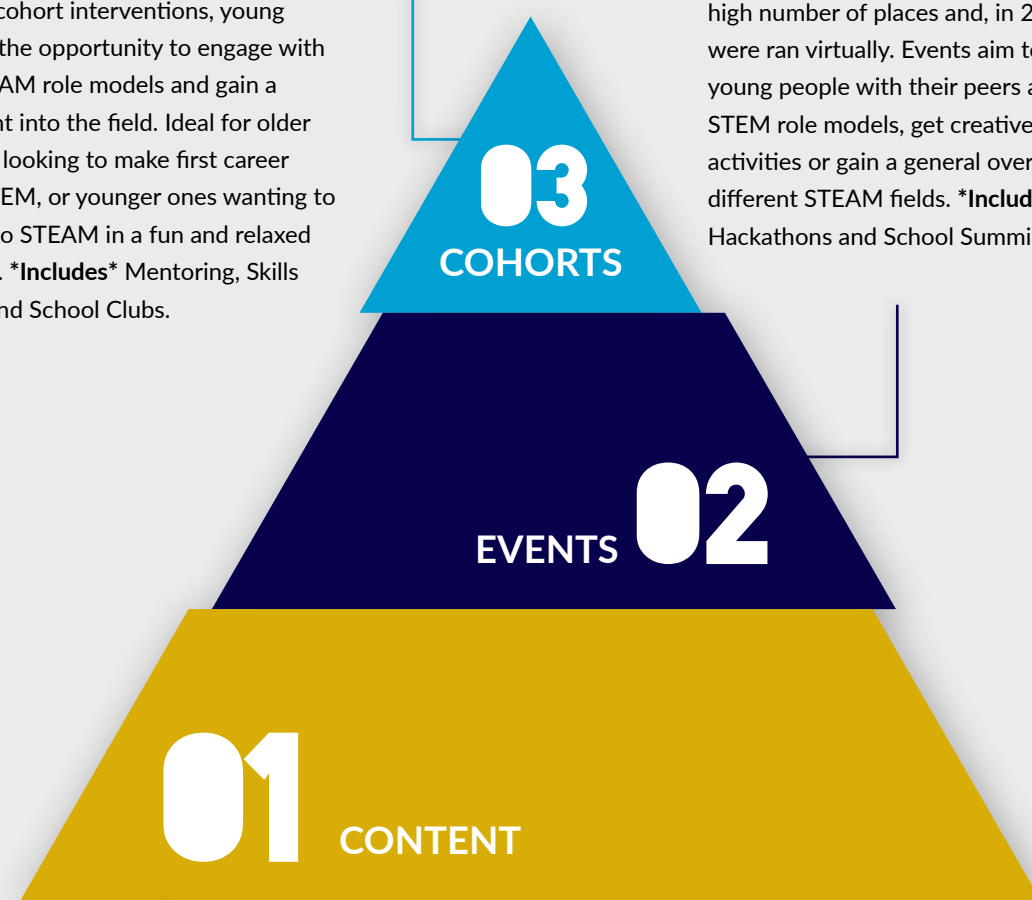 cohort interventions, young
the opportunity to engage with
AM role models and gain a
nt into the field. Ideal for older
looking to make first career
EM, or younger ones wanting to
o STEAM in a fun and relaxed
. *Includes* Mentoring, Skills
nd School Clubs.
high number of places and, in 2
were ran virtually. Events aim to
young people with their peers a
STEM role models, get creative
activities or gain a general over
different STEAM fields. *Includ
Hackathons and School Summi
03
COHORTS
EVENTS 02
01 CONTENT